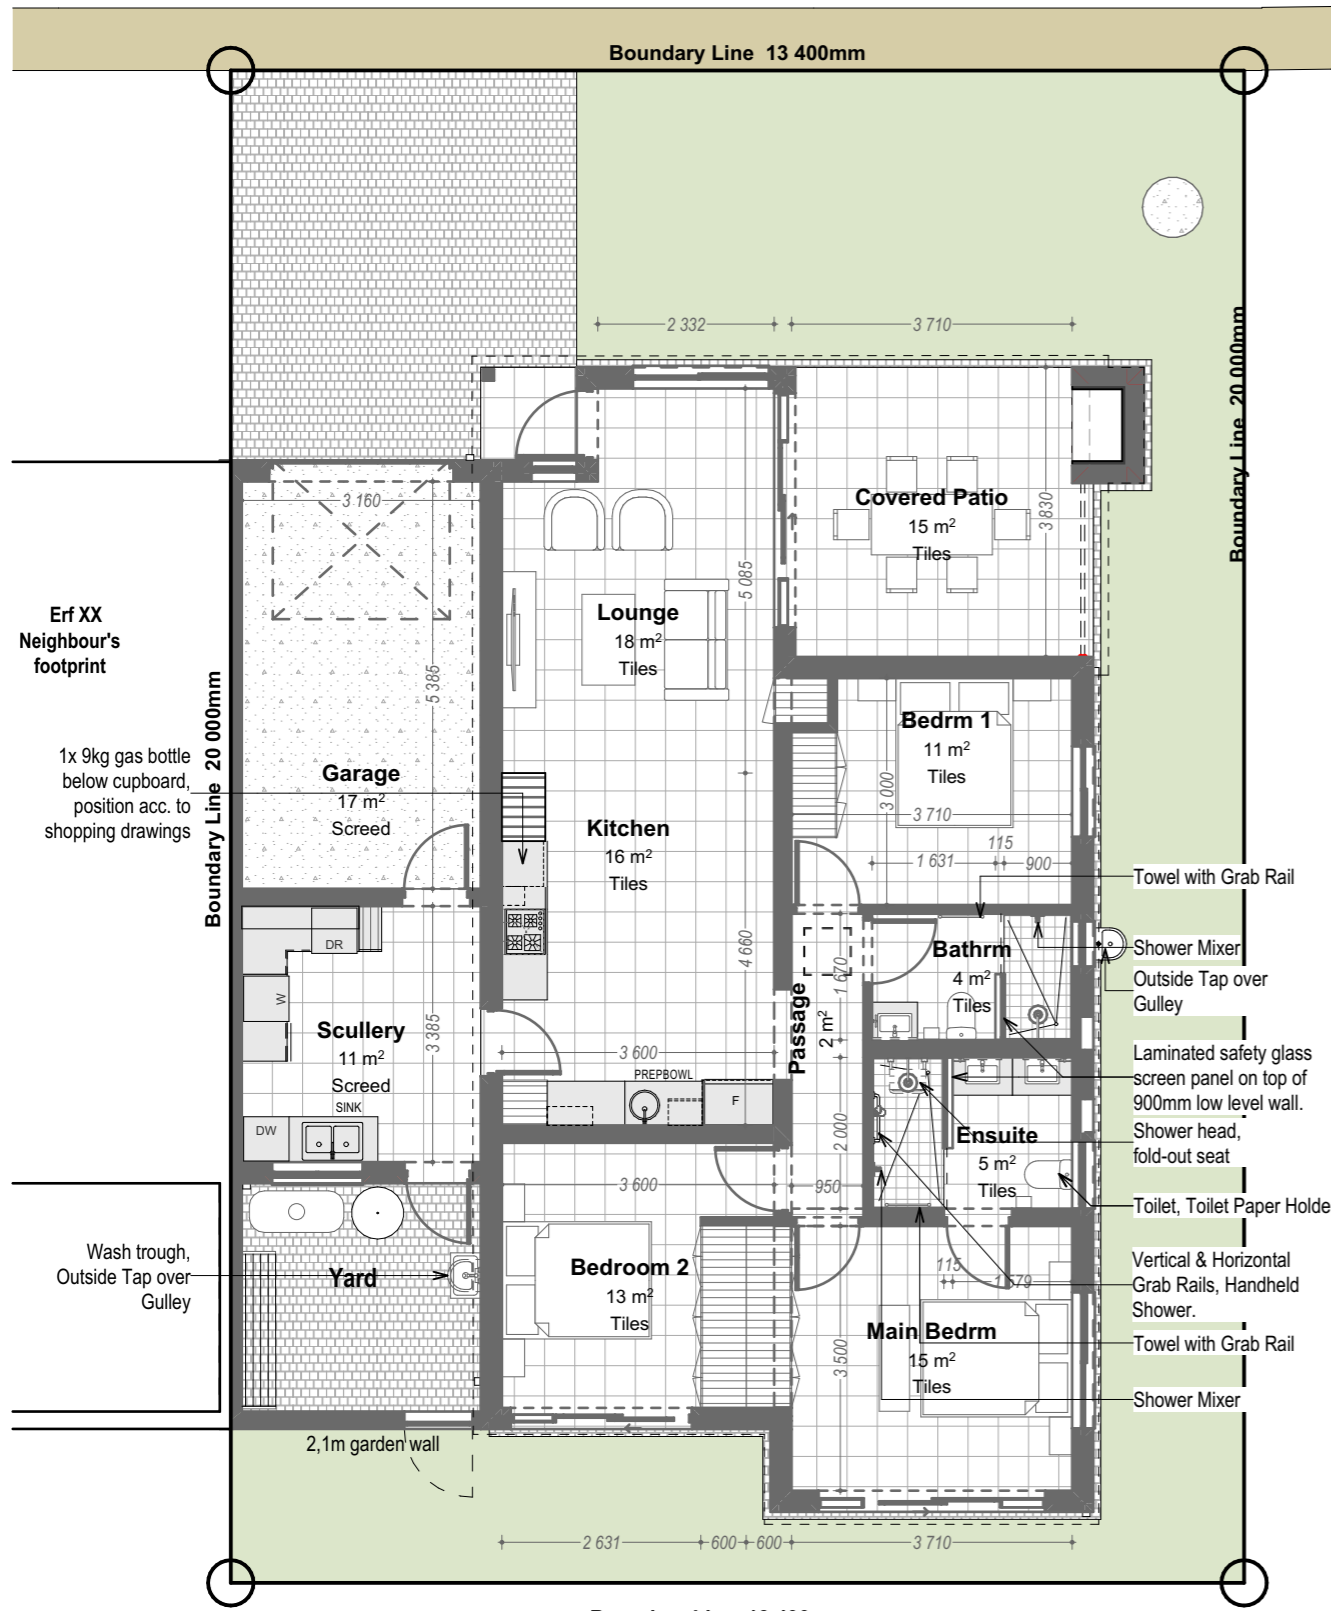 Boundary Line 13 400mm
2 332
3 710
Boundary Line 20 000mm
3 160
Covered Patio
15 m²
Tiles
3 830
5 085
Erf XX
Neighbour's
footprint
Lounge
18 m²
Tiles
5 385
Bedrm 1
11 m²
Tiles
3 000
3 710
1x 9kg gas bottle
below cupboard,
position acc. to
shopping drawings
Boundary Line 20 000mm
Garage
17 m²
Screed
Kitchen
16 m²
Tiles
115
1 631
900
Towel with Grab Rail
DR
4 660
1 670
Bathrm
4 m²
Tiles
Shower Mixer
Outside Tap over
Gulley
W
Scullery
11 m²
Screed
3 385
Passage
2 m²
3 600
PREPBOWL
F
Laminated safety glass
screen panel on top of
900mm low level wall.
SINK
DW
2 000
Ensuite
5 m²
Tiles
Shower head,
fold-out seat
3 600
950
Toilet, Toilet Paper Holde
Wash trough,
Outside Tap over
Gulley
Yard
Bedroom 2
13 m²
Tiles
115
Vertical & Horizontal
Grab Rails, Handheld
Shower.
Main Bedrm
15 m²
Tiles
3 500
Towel with Grab Rail
Shower Mixer
2,1m garden wall
2 631
600
600
3 710